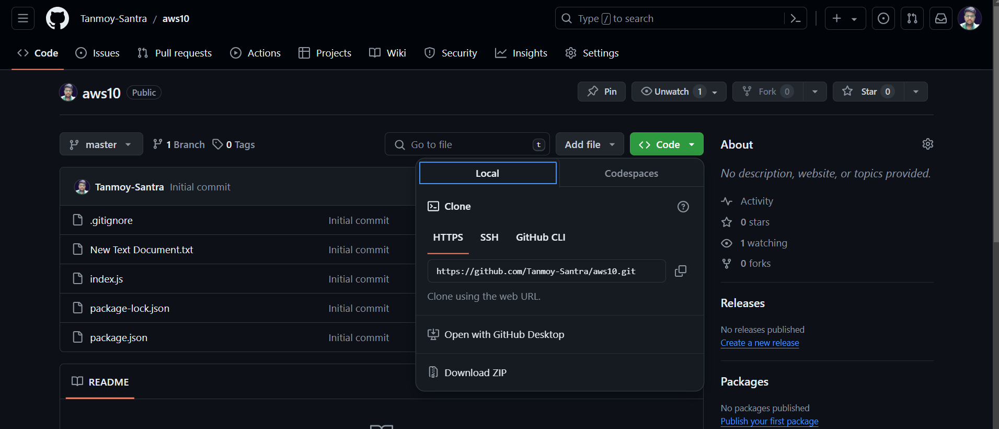 Tanmoy-Santra / aws10
Type / to search
Code Issues Pull requests Actions Projects Wiki Security Insights Settings
aws10 Public
Pin Unwatch 1 Fork 0 Star 0
master 1 Branch 0 Tags
Go to file t Add file Code
Local Codespaces
Clone
HTTPS SSH GitHub CLI
https://github.com/Tanmoy-Santra/aws10.git
Clone using the web URL.
Open with GitHub Desktop
Download ZIP
Tanmoy-Santra Initial commit
.gitignore Initial commit
New Text Document.txt Initial commit
index.js Initial commit
package-lock.json Initial commit
package.json Initial commit
README
About
No description, website, or topics provided.
Activity
0 stars
1 watching
0 forks
Releases
No releases published
Create a new release
Packages
No packages published
Publish your first package